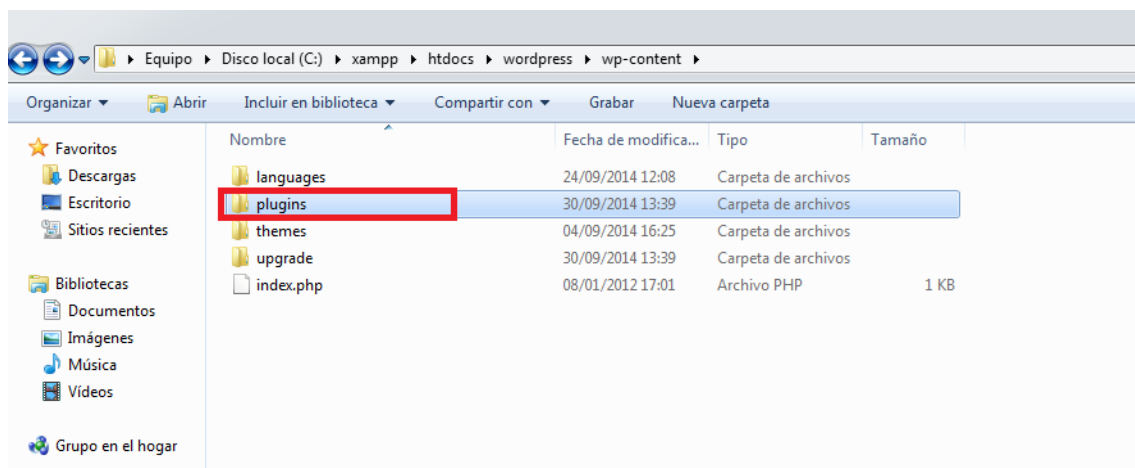 Equipo Disco local (C:) xampp htdocs wordpress wp-content
Organizar Abrir Incluir en biblioteca Compartir con Grabar Nueva carpeta
Favoritos
Descargas
Escritorio
Sitios recientes
Bibliotecas
Documentos
Imágenes
Música
Vídeos
Grupo en el hogar
Nombre Fecha de modifica... Tipo Tamaño
languages 24/09/2014 12:08 Carpeta de archivos
plugins 30/09/2014 13:39 Carpeta de archivos
themes 04/09/2014 16:25 Carpeta de archivos
upgrade 30/09/2014 13:39 Carpeta de archivos
index.php 08/01/2012 17:01 Archivo PHP 1 KB